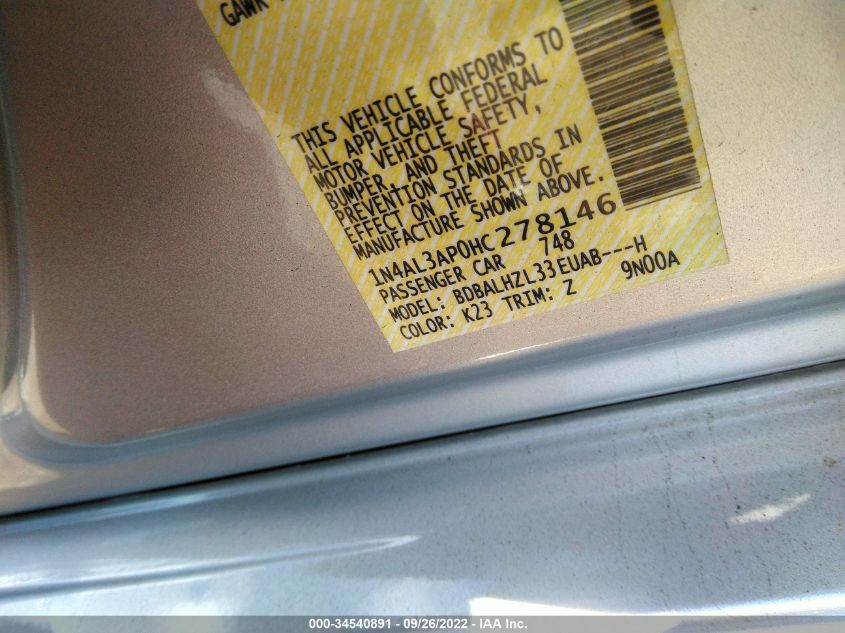 GAWR
THIS VEHICLE CONFORMS TO
ALL APPLICABLE FEDERAL
MOTOR VEHICLE SAFETY,
BUMPER, AND THEFT
PREVENTION STANDARDS IN
EFFECT ON THE DATE OF
MANUFACTURE SHOWN ABOVE.
1N4AL3AP0HC278146
PASSENGER CAR 748
MODEL: BDBALHZL33EUAB---H
COLOR: K23 TRIM: Z 9N00A
000-34540891 - 09/26/2022 - IAA Inc.